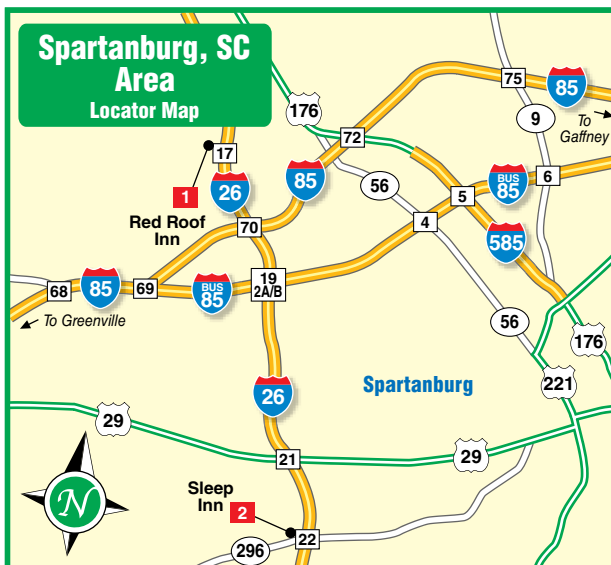 Spartanburg, SC
Area
Locator Map
176
75
85
To
Gaffney
9
72
17
1
26
85
56
BUS
85
6
5
Red Roof
Inn
70
4
585
68
85
69
BUS
85
19
2A/B
To Greenville
56
176
Spartanburg
221
26
29
21
29
N
Sleep
Inn
2
22
296